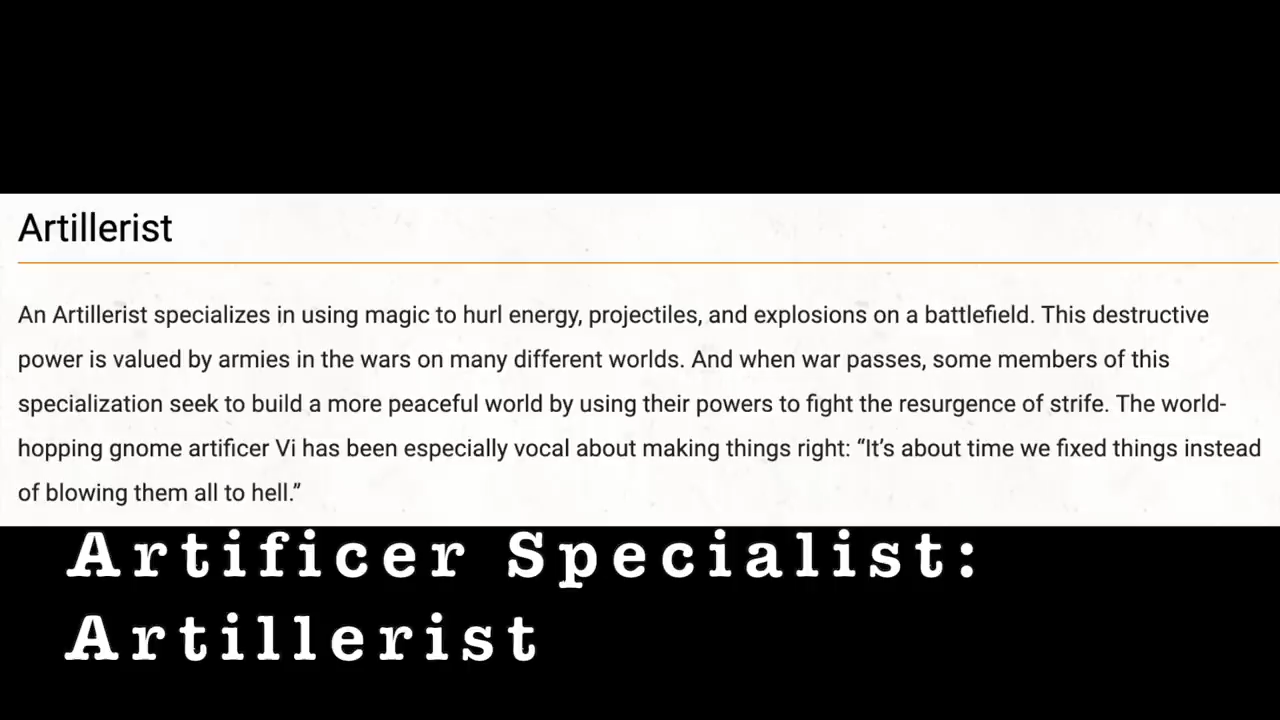 Artillerist
An Artillerist specializes in using magic to hurl energy, projectiles, and explosions on a battlefield. This destructive
power is valued by armies in the wars on many different worlds. And when war passes, some members of this
specialization seek to build a more peaceful world by using their powers to fight the resurgence of strife. The world-
hopping gnome artificer Vi has been especially vocal about making things right: “It’s about time we fixed things instead
of blowing them all to hell.”
Artificer Specialist:
Artillerist